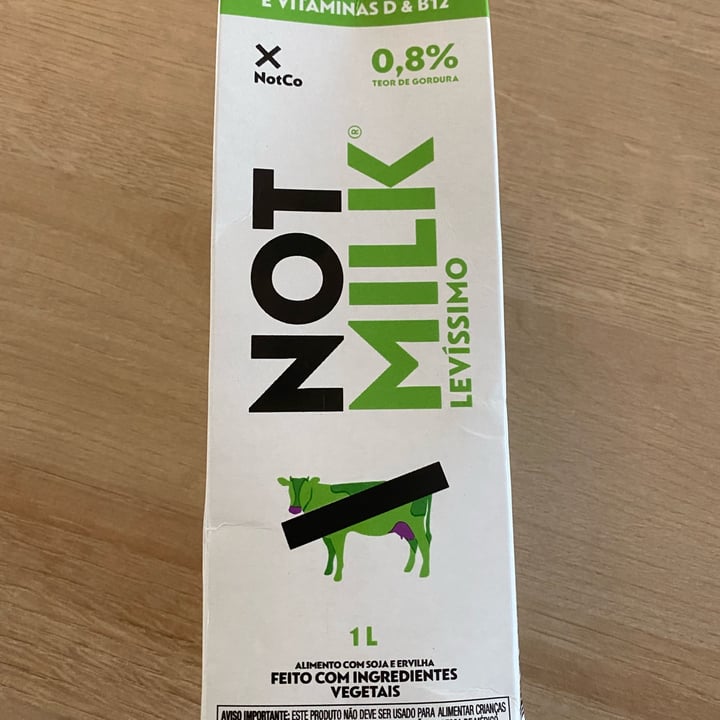 E VITAMINAS D & B12
NotCo
0,8%
TEOR DE GORDURA
NOT
MILK®
LEVÍSSIMO
1 L
ALIMENTO COM SOJA E ERVILHA
FEITO COM INGREDIENTES
VEGETAIS
AVISO IMPORTANTE: ESTE PRODUTO NÃO DEVE SER USADO PARA ALIMENTAR CRIANÇAS